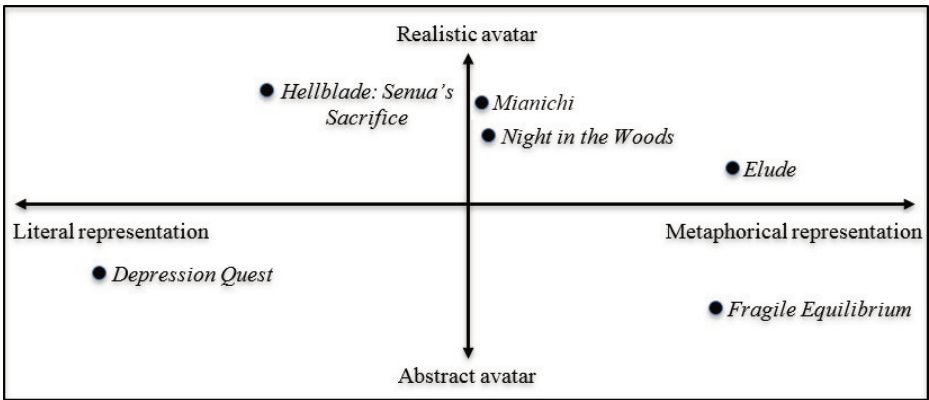 Realistic avatar
Hellblade: Senua's
Sacrifice
Mianichi
Night in the Woods
Elude
Literal representation
Metaphorical representation
Depression Quest
Fragile Equilibrium
Abstract avatar